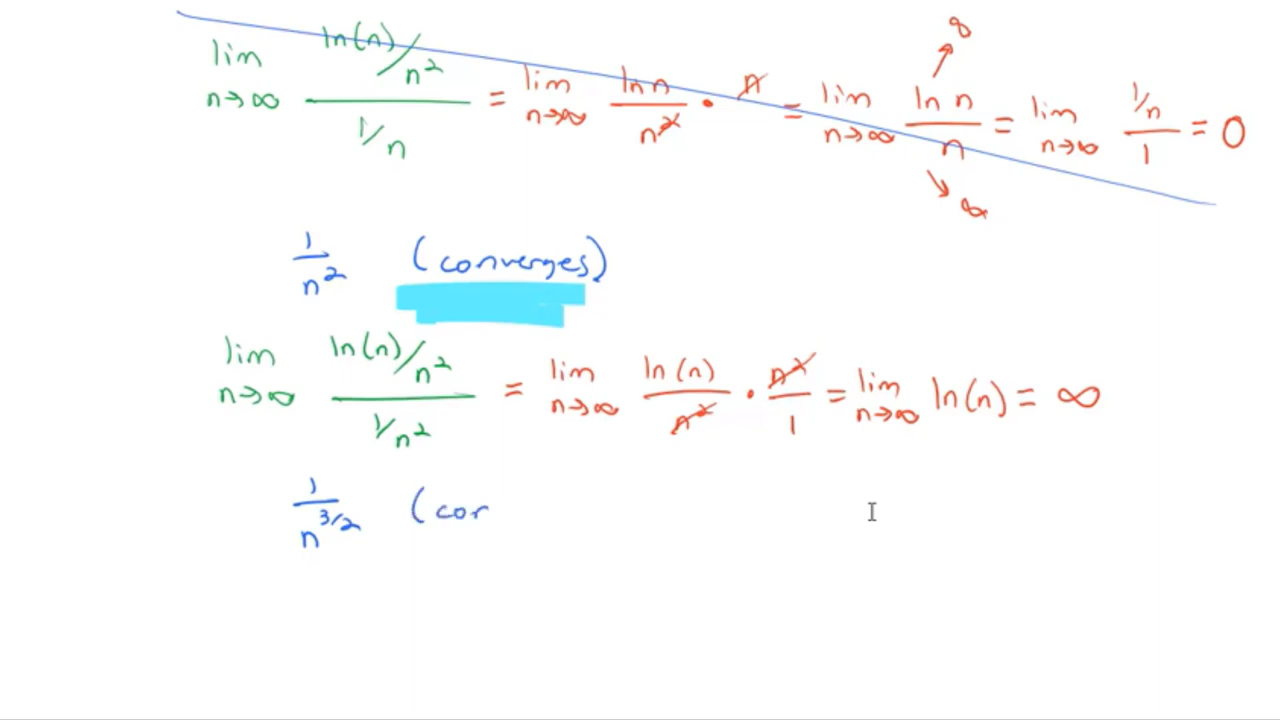 lim n→∞ (ln(n)/n²)/(1/n) = lim n→∞ (ln n)/n² · n = lim n→∞ (ln n)/n = lim n→∞ (1/n)/1 = 0
∞
∞
1/n² (converges)
lim n→∞ (ln(n)/n²)/(1/n²) = lim n→∞ ln(n)/n² · n²/1 = lim n→∞ ln(n) = ∞
1/n^3/2 (cor